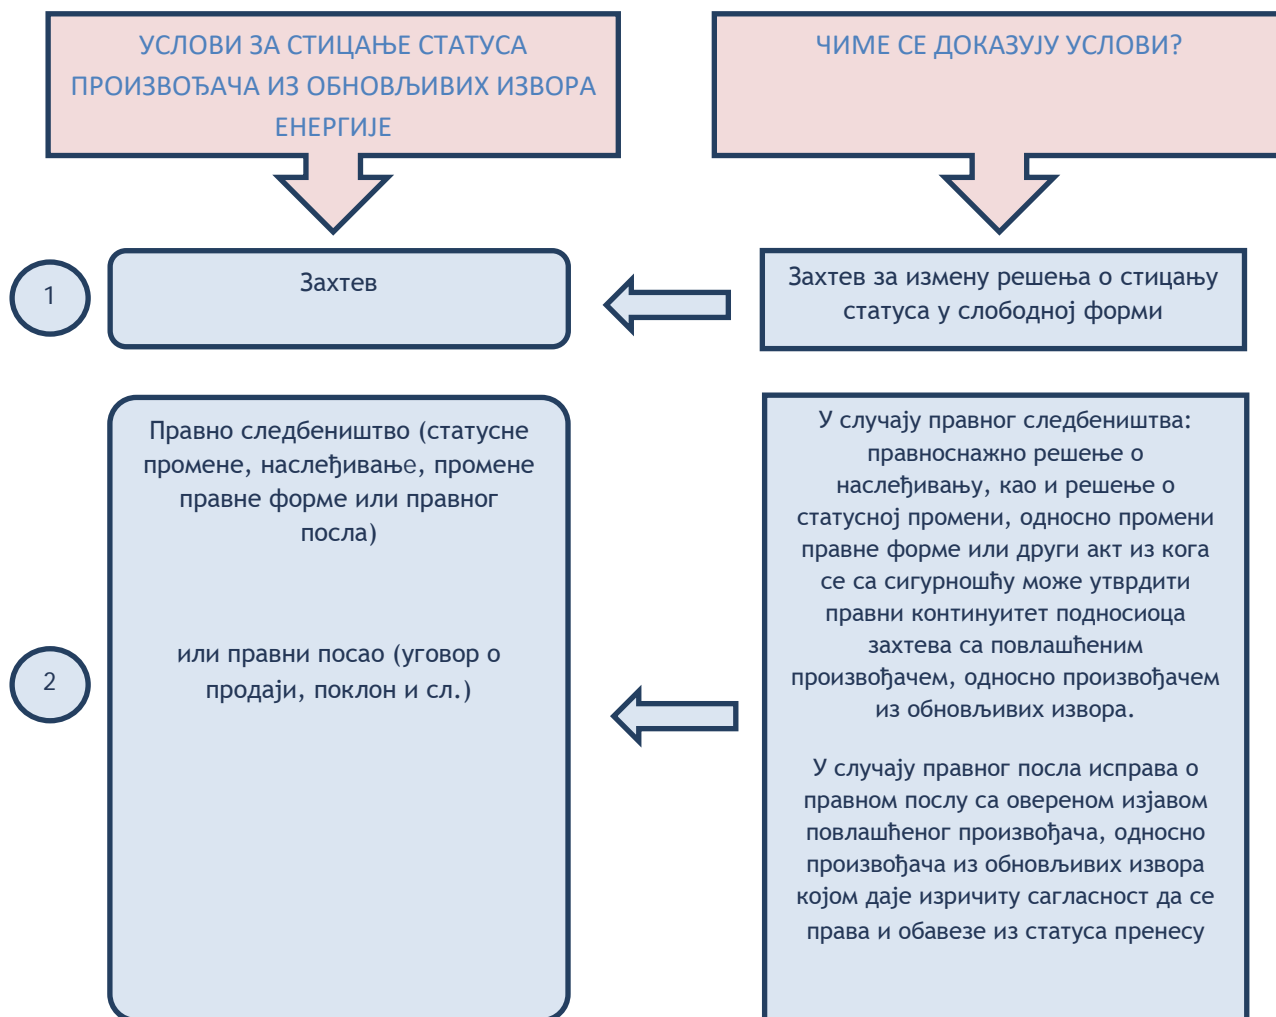 УСЛОВИ ЗА СТИЦАЊЕ СТАТУСА
ПРОИЗВОЂАЧА ИЗ ОБНОВЉИВИХ ИЗВОРА
ЕНЕРГИЈЕ
ЧИМЕ СЕ ДОКАЗУЈУ УСЛОВИ?
1
Захтев
Захтев за измену решења о стицању
статуса у слободној форми
2
Правно следбеништво (статусне
промене, наслеђивање, промене
правне форме или правног
посла)
или правни посао (уговор о
продаји, поклон и сл.)
У случају правног следбеништва:
правноснажно решење о
наслеђивању, као и решење о
статусној промени, односно промени
правне форме или други акт из кога
се са сигурношћу може утврдити
правни континуитет подносиоца
захтева са повлашћеним
произвођачем, односно произвођачем
из обновљивих извора.
У случају правног посла исправа о
правном послу са овереном изјавом
повлашћеног произвођача, односно
произвођача из обновљивих извора
којом даје изричиту сагласност да се
права и обавезе из статуса пренесу